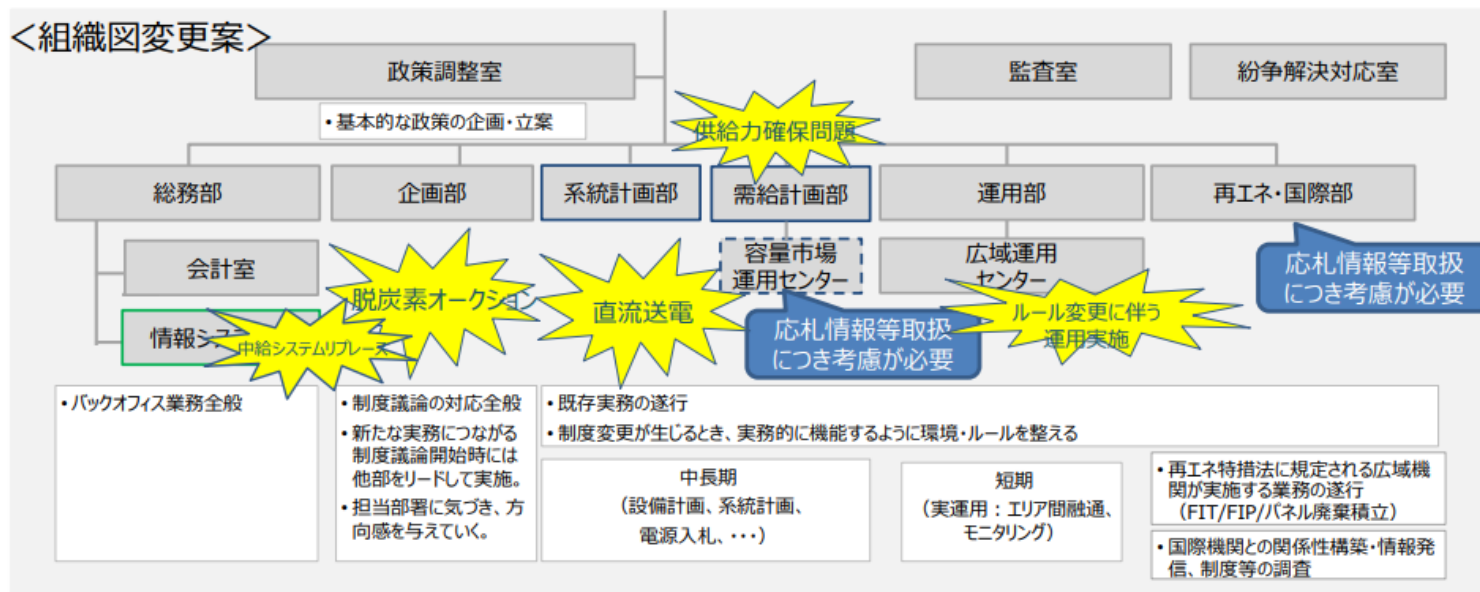 ＜組織図変更案＞
政策調整室
監査室
紛争解決対応室
・基本的な政策の企画・立案
供給力確保問題
総務部
企画部
系統計画部
需給計画部
運用部
再エネ・国際部
会計室
容量市場
運用センター
広域運用
センター
応札情報等取扱
につき考慮が必要
脱炭素オークション
直流送電
ルール変更に伴う
運用実施
情報シス
中給システムリプレース
応札情報等取扱
につき考慮が必要
・バックオフィス業務全般
・制度議論の対応全般
・新たな実務につながる
制度議論開始時には
他部をリードして実施。
・担当部署に気づき、方
向感を与えていく。
・既存実務の遂行
・制度変更が生じるとき、実務的に機能するように環境・ルールを整える
中長期
（設備計画、系統計画、
電源入札、・・・）
短期
（実運用：エリア間融通、
モニタリング）
・再エネ特措法に規定される広域機
関が実施する業務の遂行
（FIT/FIP/パネル廃棄積立）
・国際機関との関係性構築・情報発
信、制度等の調査